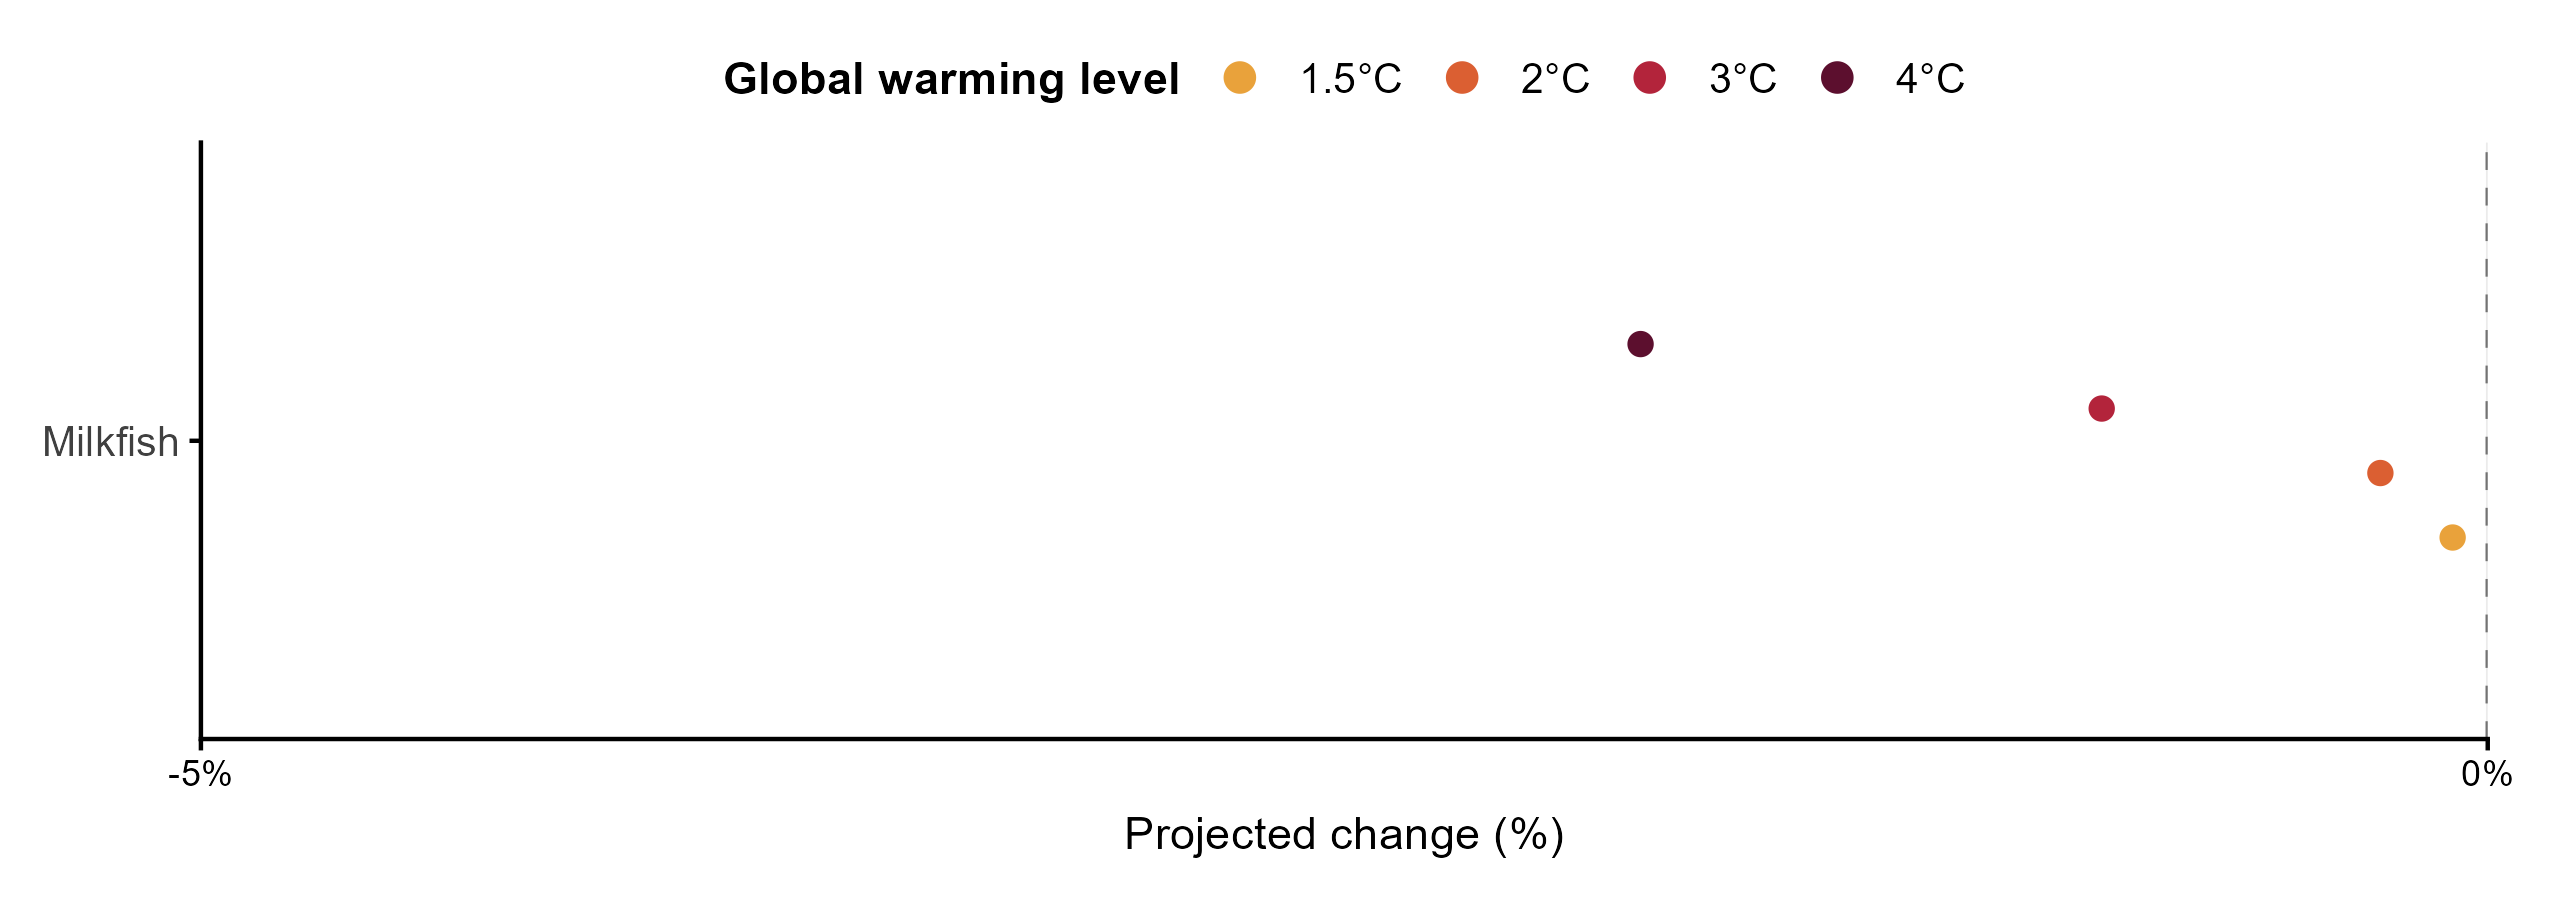 Global warming level 1.5°C 2°C 3°C 4°C
Milkfish
-5% 0%
Projected change (%)